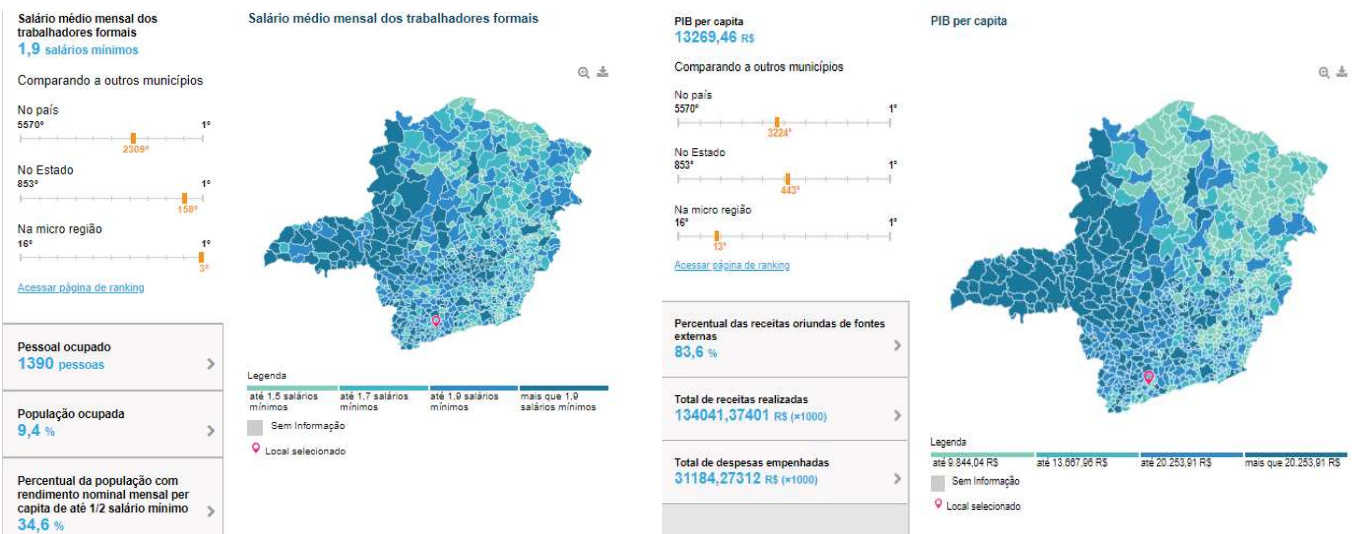 Salário médio mensal dos
trabalhadores formais
1,9 salários mínimos
Comparando a outros municípios
No país
5570° 1°
2309°
No Estado
853° 1°
158°
Na micro região
16° 1°
3°
Acessar página de ranking
Pessoal ocupado
1390 pessoas
População ocupada
9,4 %
Percentual da população com
rendimento nominal mensal per
capita de até 1/2 salário mínimo
34,6 %
Salário médio mensal dos trabalhadores formais
Legenda
até 1,5 salários
mínimos
até 1,7 salários
mínimos
até 1,9 salários
mínimos
mais que 1,9
salários mínimos
Sem Informação
Local selecionado
PIB per capita
13269,46 R$
Comparando a outros municípios
No país
5570° 1°
3224°
No Estado
853° 1°
443°
Na micro região
16° 1°
13°
Acessar página de ranking
Percentual das receitas oriundas de fontes
externas
83,6 %
Total de receitas realizadas
134041,37401 R$ (×1000)
Total de despesas empenhadas
31184,27312 R$ (×1000)
PIB per capita
Legenda
até 9.844,04 R$ até 13.667,96 R$ até 20.253,91 R$ mais que 20.253,91 R$
Sem Informação
Local selecionado